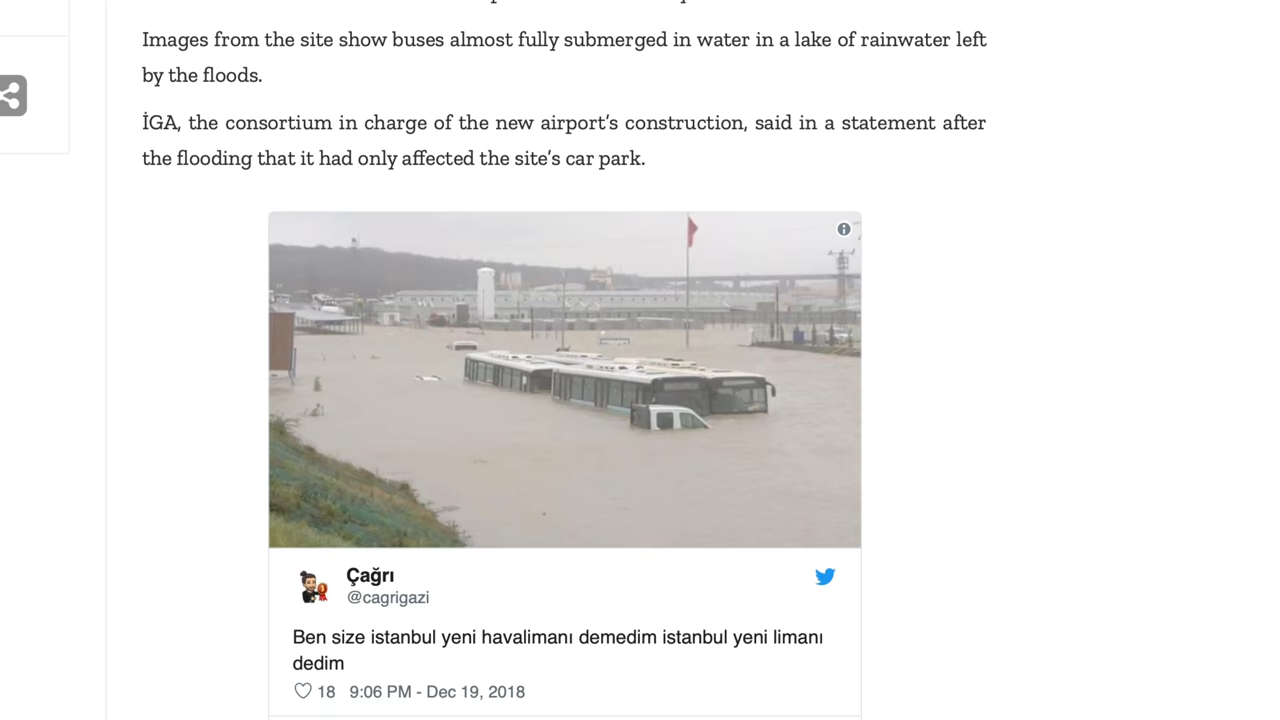 Images from the site show buses almost fully submerged in water in a lake of rainwater left
by the floods.
İGA, the consortium in charge of the new airport’s construction, said in a statement after
the flooding that it had only affected the site’s car park.
Çağrı
@cagrigazi
Ben size istanbul yeni havalimanı demedim istanbul yeni limanı
dedim
18 9:06 PM - Dec 19, 2018